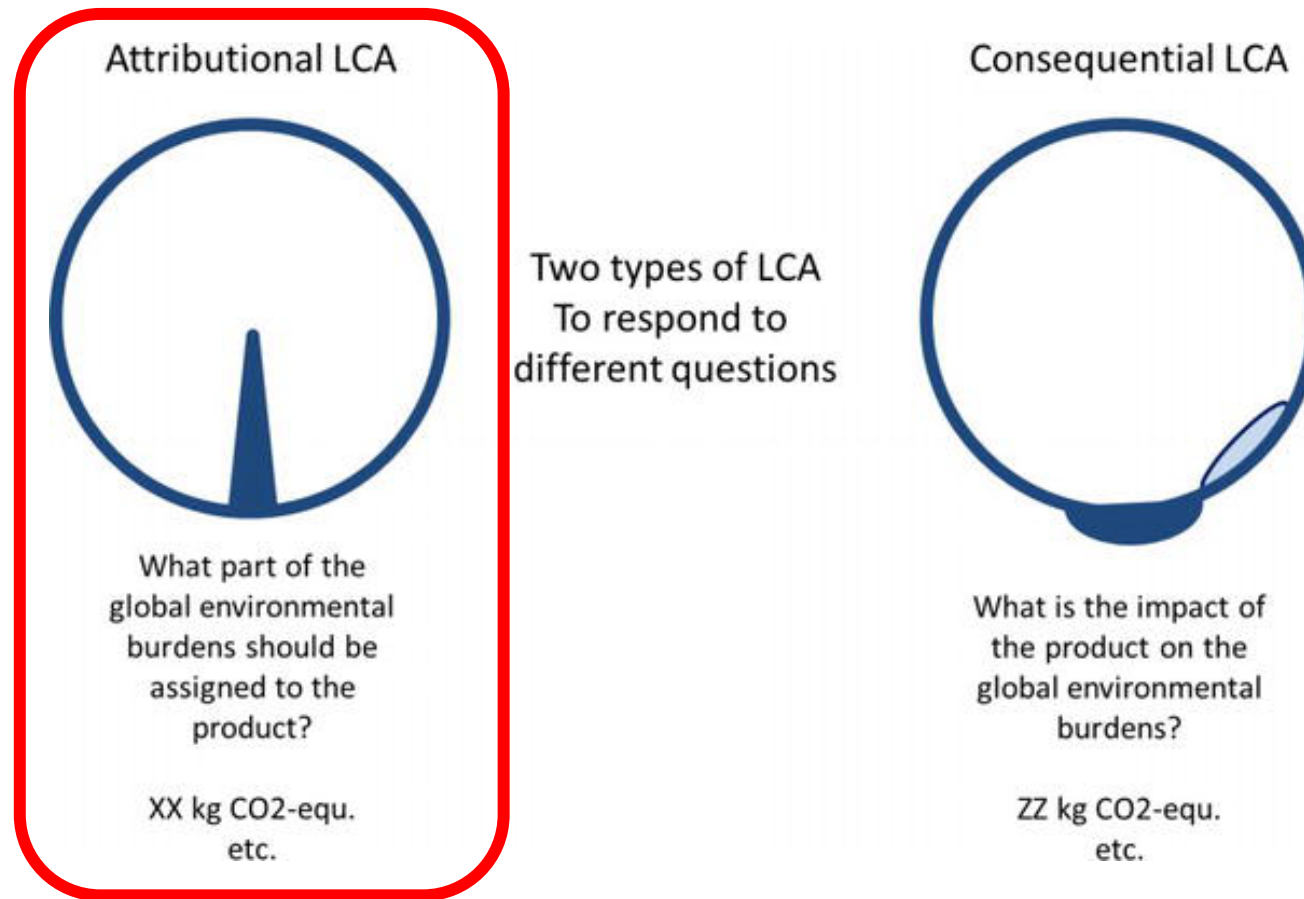 Attributional LCA
What part of the
global environmental
burdens should be
assigned to the
product?
XX kg CO2-equ.
etc.
Two types of LCA
To respond to
different questions
Consequential LCA
What is the impact of
the product on the
global environmental
burdens?
ZZ kg CO2-equ.
etc.